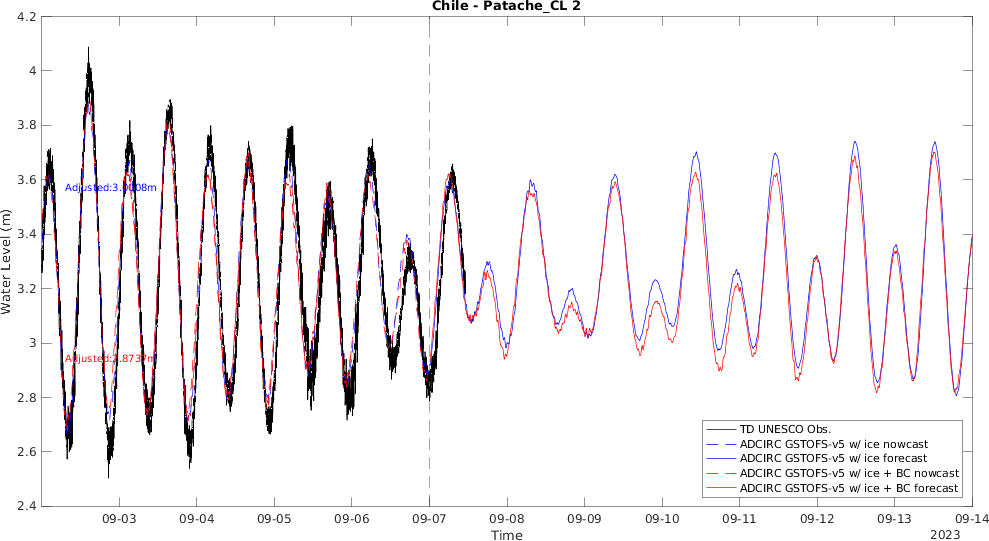 Chile - Patache_CL 2
4.2
4
3.8
3.6
3.4
3.2
3
2.8
2.6
2.4
Water Level (m)
Adjusted:3.0008m
TD UNESCO Obs.
ADCIRC GSTOFS-v5 w/ ice nowcast
ADCIRC GSTOFS-v5 w/ ice forecast
ADCIRC GSTOFS-v5 w/ ice + BC nowcast
ADCIRC GSTOFS-v5 w/ ice + BC forecast
09-03 09-04 09-05 09-06 09-07 09-08 09-09 09-10 09-11 09-12 09-13 09-14
Time
2023